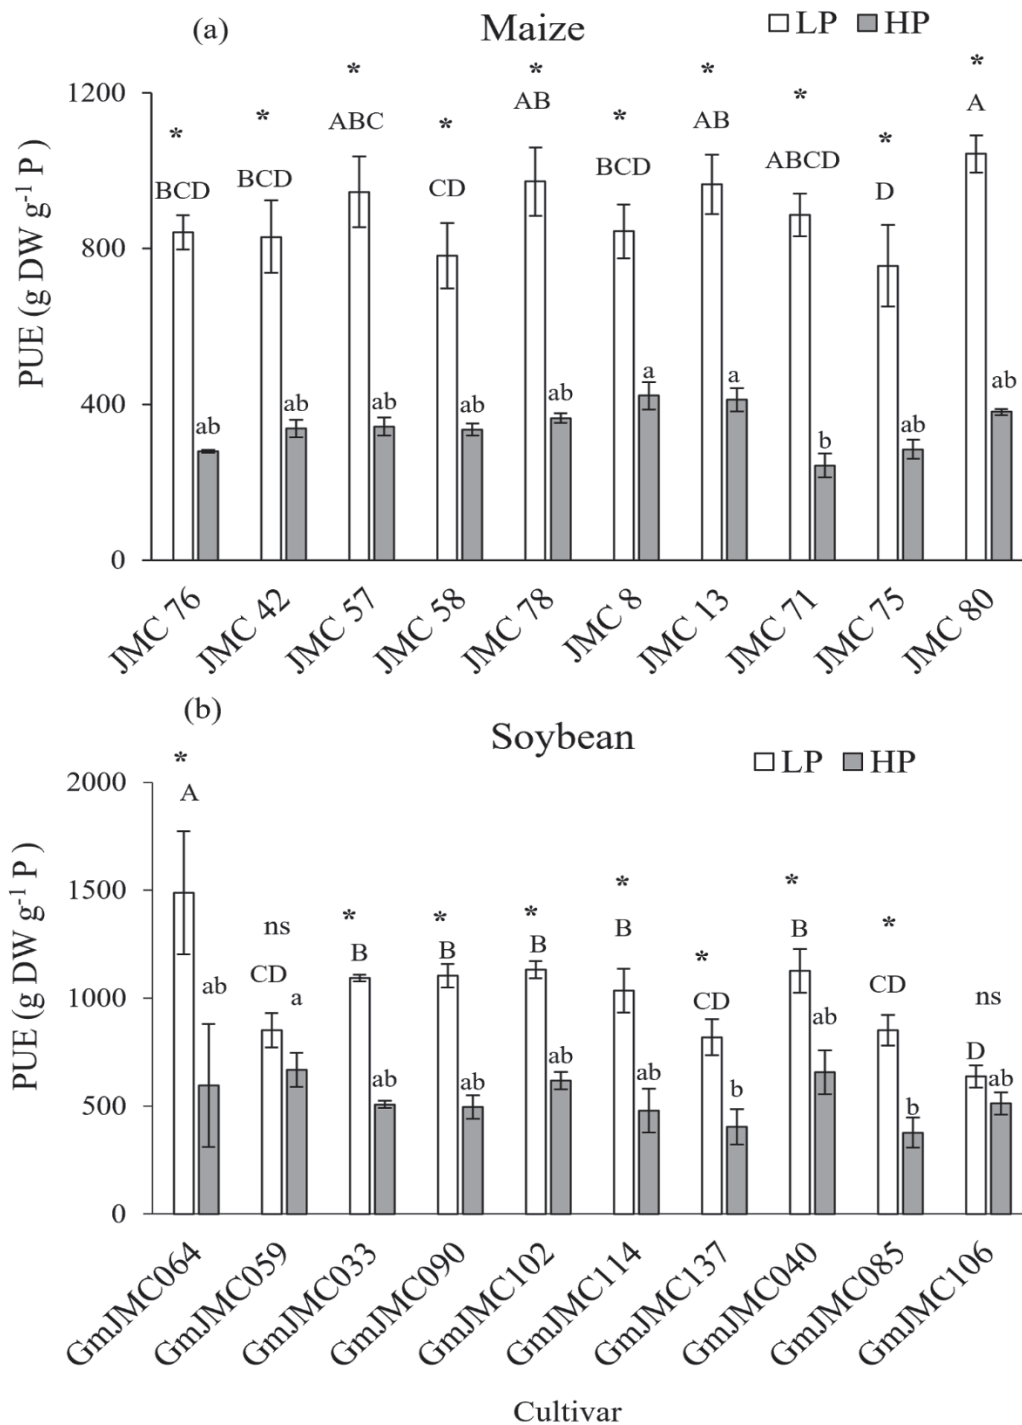 (a) Maize LP HP
* * * * * * * * * *
BCD BCD ABC CD AB BCD AB ABCD D A
ab ab ab ab ab a a b ab ab
PUE (g DW g⁻¹ P)
1200
800
400
0
JMC 76 JMC 42 JMC 57 JMC 58 JMC 78 JMC 8 JMC 13 JMC 71 JMC 75 JMC 80
(b) Soybean LP HP
* ns * * * * * * * ns
A CD B B B B CD B CD D
ab a ab ab ab ab b ab b ab
PUE (g DW g⁻¹ P)
2000
1500
1000
500
0
GmJMC064 GmJMC059 GmJMC033 GmJMC090 GmJMC102 GmJMC114 GmJMC137 GmJMC040 GmJMC085 GmJMC106
Cultivar